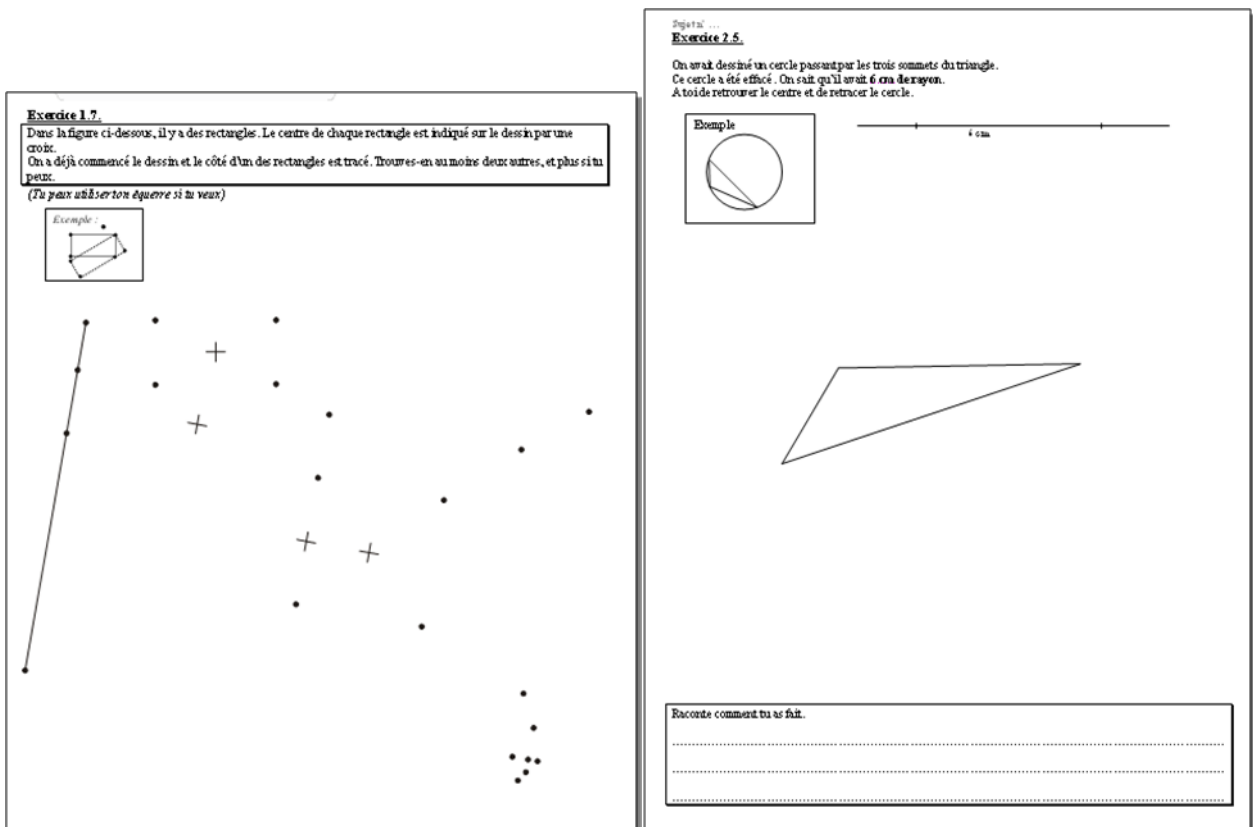 Exercice 1.7.
Dans la figure ci-dessous, il y a des rectangles. Le centre de chaque rectangle est indiqué sur le dessin par une
croix.
On a déjà commencé le dessin et le côté d'un des rectangles est tracé. Trouves-en au moins deux autres, et plus si tu
peux.
(Tu peux utiliser ton équerre si tu veux)
Exemple :
Exercice 2.5.
On avait dessiné un cercle passant par les trois sommets du triangle.
Ce cercle a été effacé. On sait qu'il avait 6 cm de rayon.
A toi de retrouver le centre et de retracer le cercle.
Exemple
6 cm
Raconte comment tu as fait.